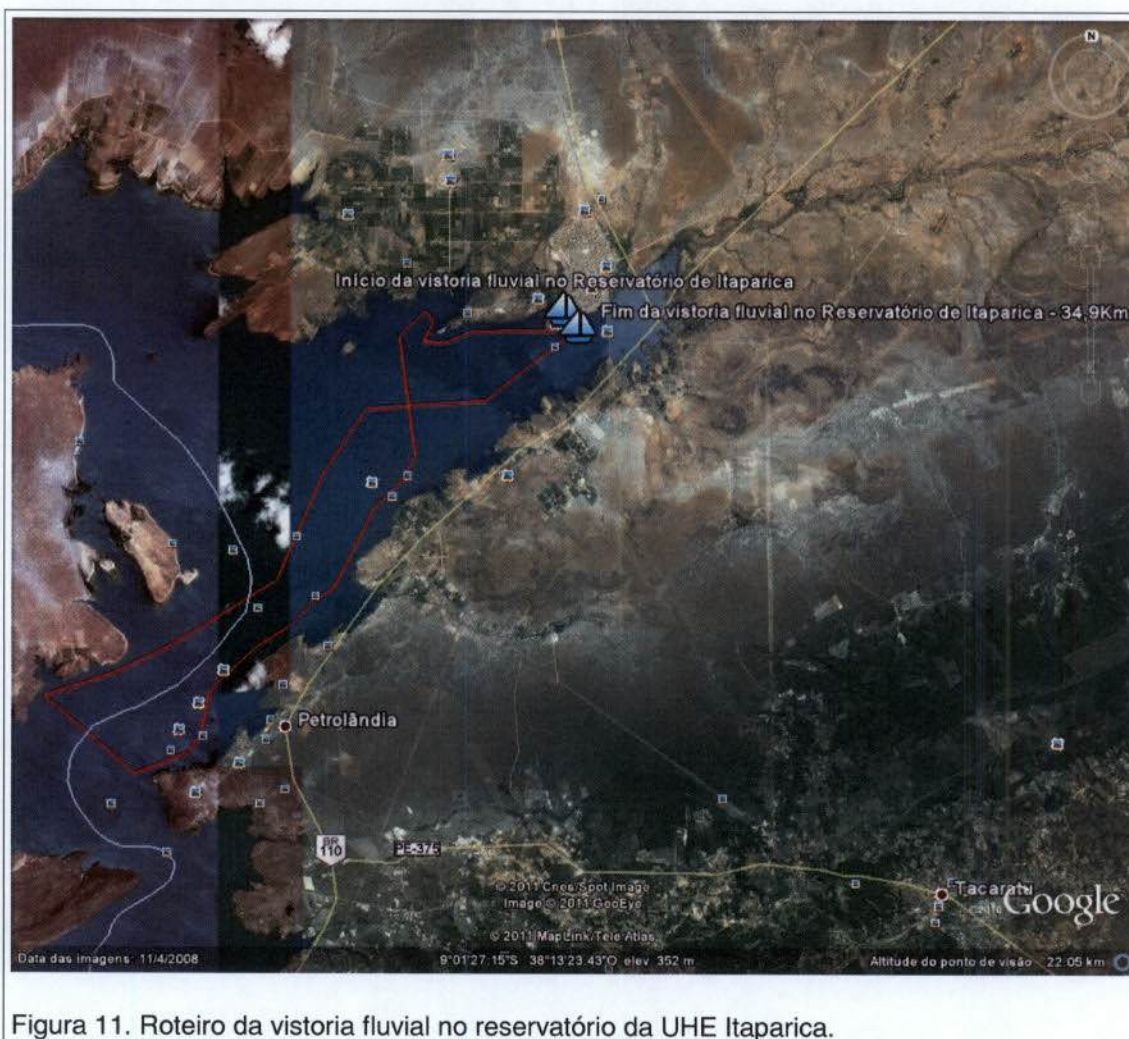 N
Início da vistoria fluvial no Reservatório de Itaparica
Fim da vistoria fluvial no Reservatório de Itaparica - 34,9Km
Petrolândia
BR
110
PE-375
Tacaratu
© 2011 Cnes/Spot Image
Image © 2011 GeoEye
©2010 Google
© 2011 MapLink/Tele Atlas
Data das imagens: 11/4/2008
9°01'27.15"S 38°13'23.43"O elev 352 m
Altitude do ponto de visão 22.05 km
Figura 11. Roteiro da vistoria fluvial no reservatório da UHE Itaparica.